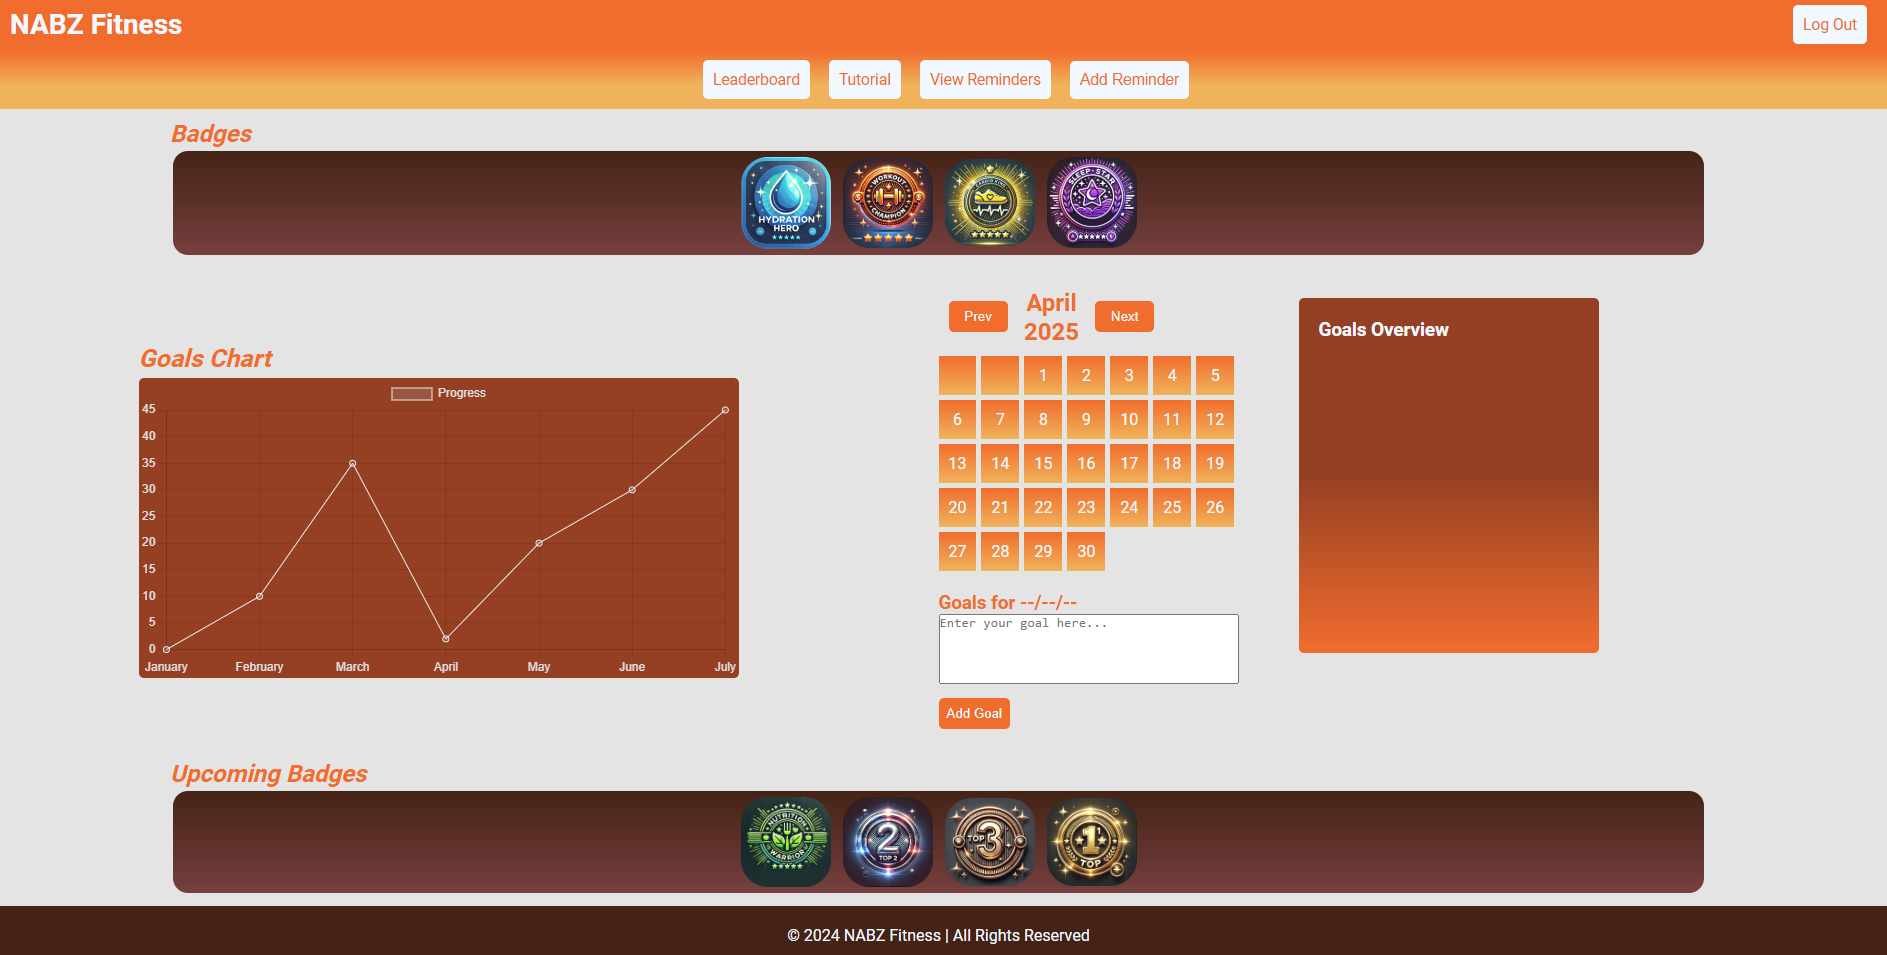 NABZ Fitness
Log Out
Leaderboard Tutorial View Reminders Add Reminder
Badges
HYDRATION
HERO
WORKOUT
CHAMPION
SLEEP·STAR
Prev
April
2025
Next
1 2 3 4 5
6 7 8 9 10 11 12
13 14 15 16 17 18 19
20 21 22 23 24 25 26
27 28 29 30
Goals for --/--/--
Enter your goal here...
Add Goal
Goals Overview
Goals Chart
Progress
45
40
35
30
25
20
15
10
5
0
January February March April May June July
Upcoming Badges
NUTRITION
WARRIOR
2
TOP 2
TOP 3
1
TOP
© 2024 NABZ Fitness | All Rights Reserved